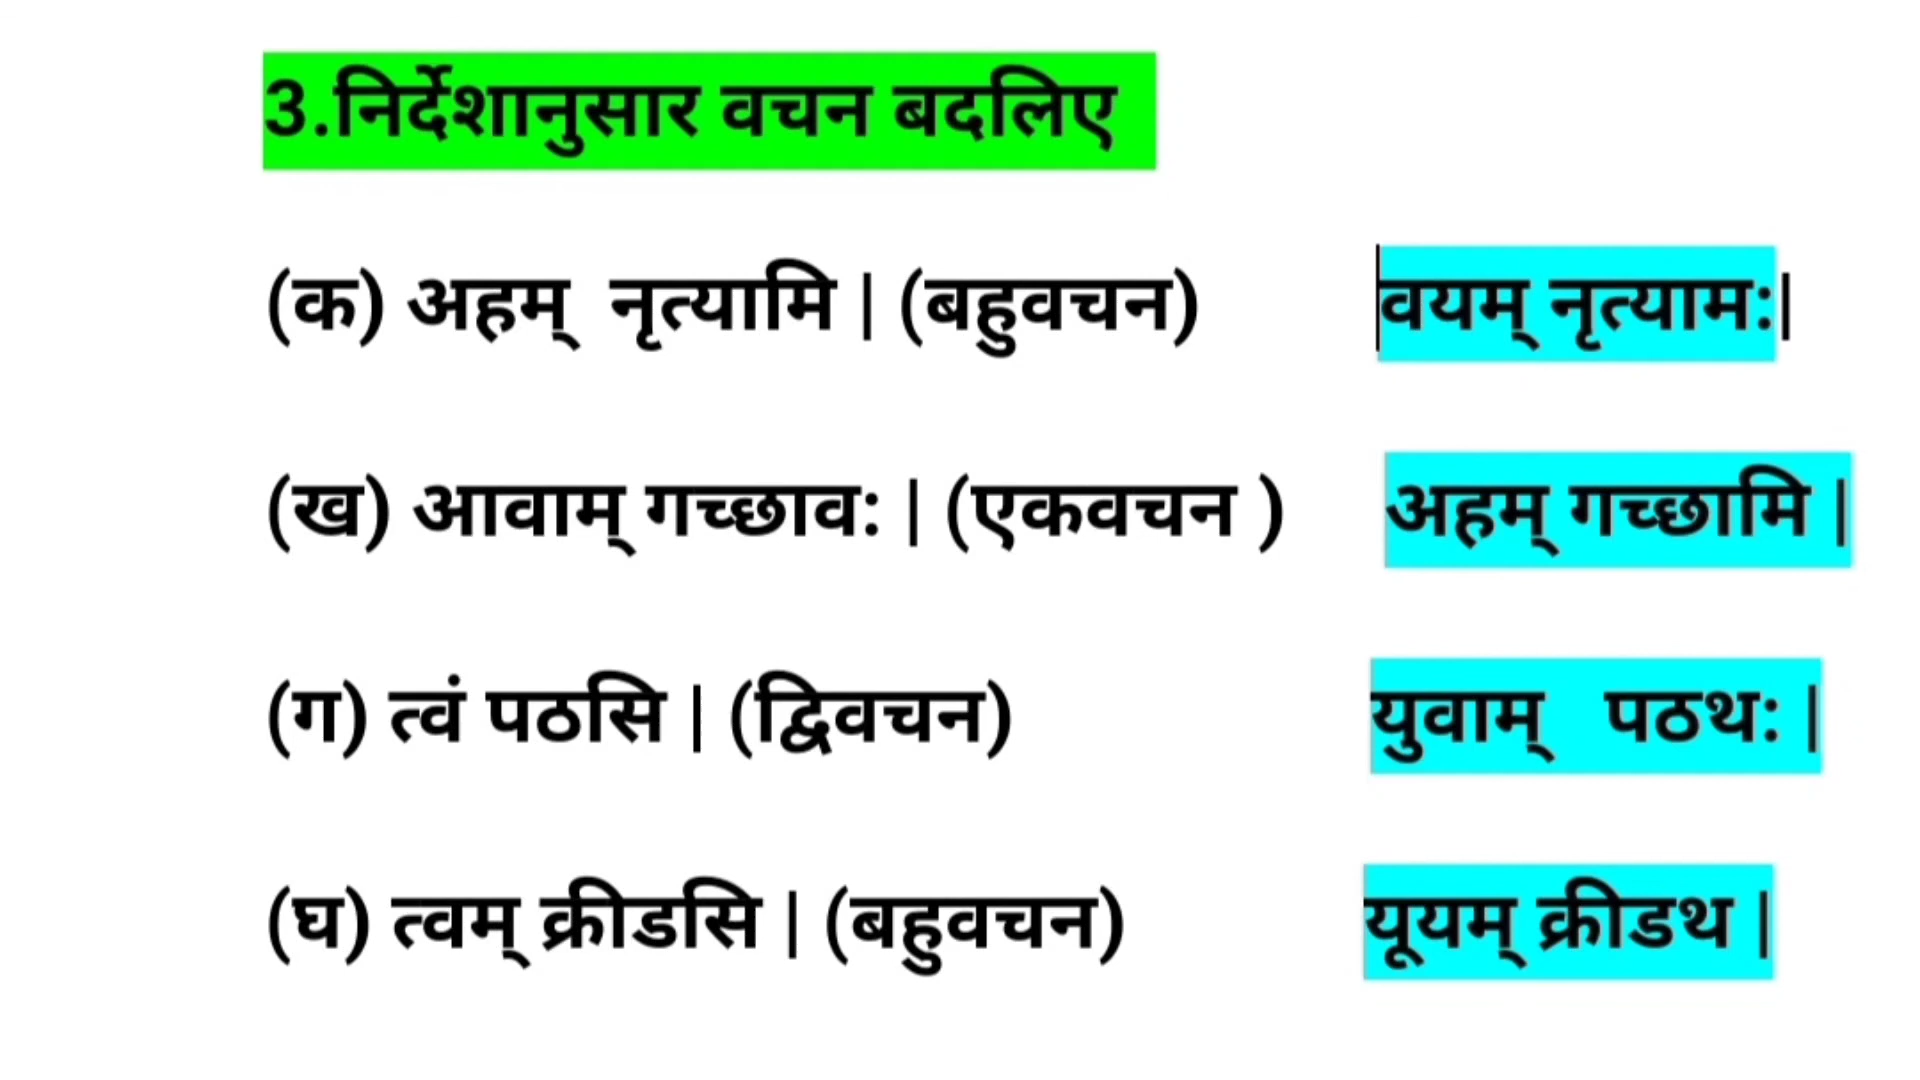 3.निर्देशानुसार वचन बदलिए
(क) अहम् नृत्यामि | (बहुवचन) वयम् नृत्याम:|
(ख) आवाम् गच्छाव: | (एकवचन ) अहम् गच्छामि |
(ग) त्वं पठसि | (द्विवचन) युवाम् पठथ: |
(घ) त्वम् क्रीडसि | (बहुवचन) यूयम् क्रीडथ |